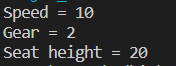 Speed = 10
Gear = 2
Seat height = 20